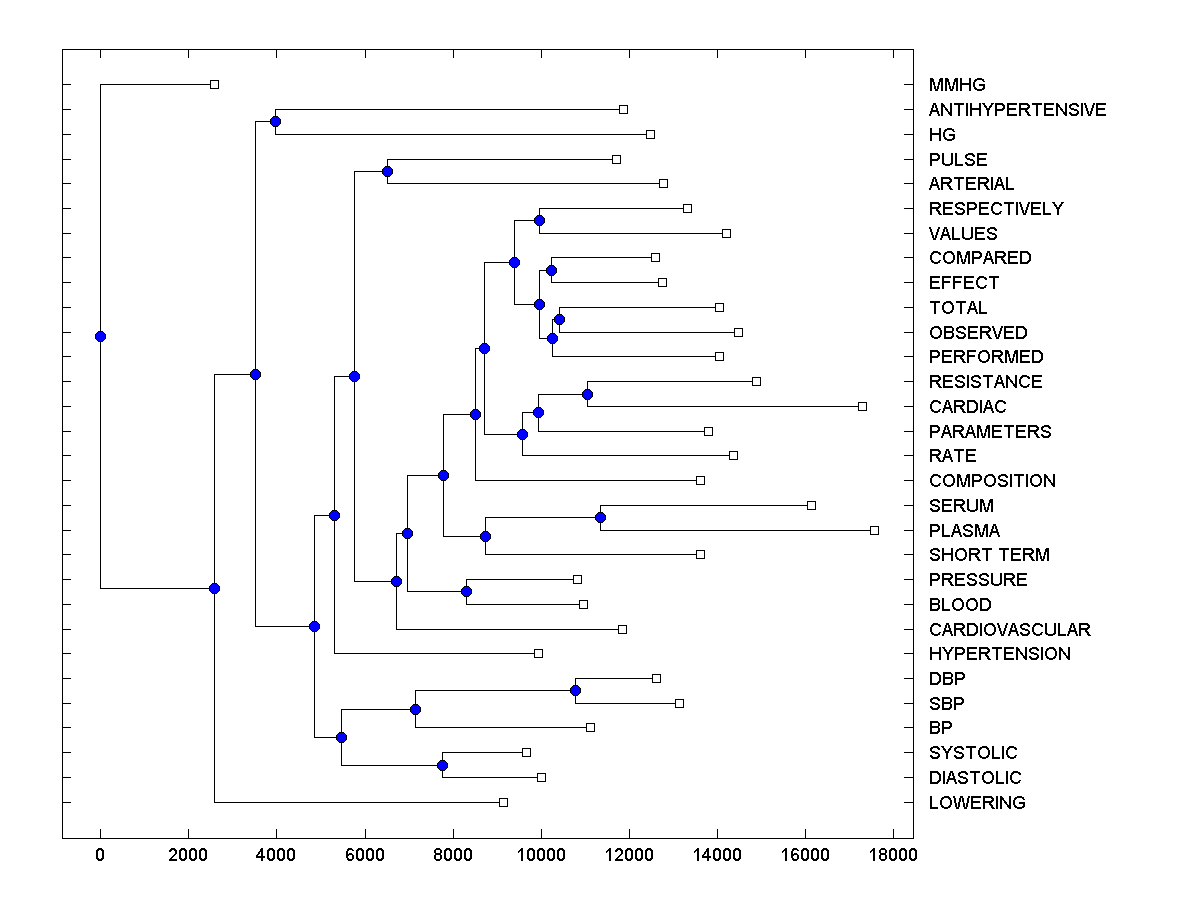 MMHG
ANTIHYPERTENSIVE
HG
PULSE
ARTERIAL
RESPECTIVELY
VALUES
COMPARED
EFFECT
TOTAL
OBSERVED
PERFORMED
RESISTANCE
CARDIAC
PARAMETERS
RATE
COMPOSITION
SERUM
PLASMA
SHORT TERM
PRESSURE
BLOOD
CARDIOVASCULAR
HYPERTENSION
DBP
SBP
BP
SYSTOLIC
DIASTOLIC
LOWERING
0 2000 4000 6000 8000 10000 12000 14000 16000 18000